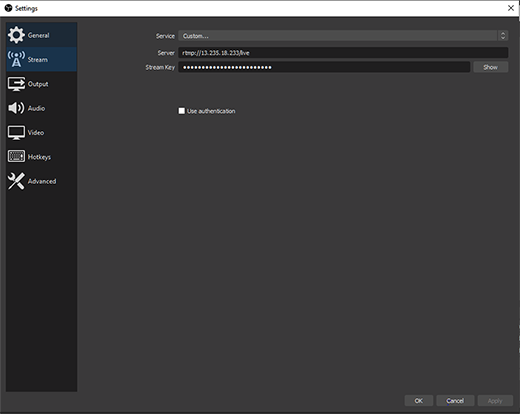 Settings
General
Stream
Output
Audio
Video
Hotkeys
Advanced
Service Custom...
Server rtmp://13.235.18.233/live
Stream Key ●●●●●●●●●●●●●●●●●●●●●●●● Show
Use authentication
OK Cancel Apply